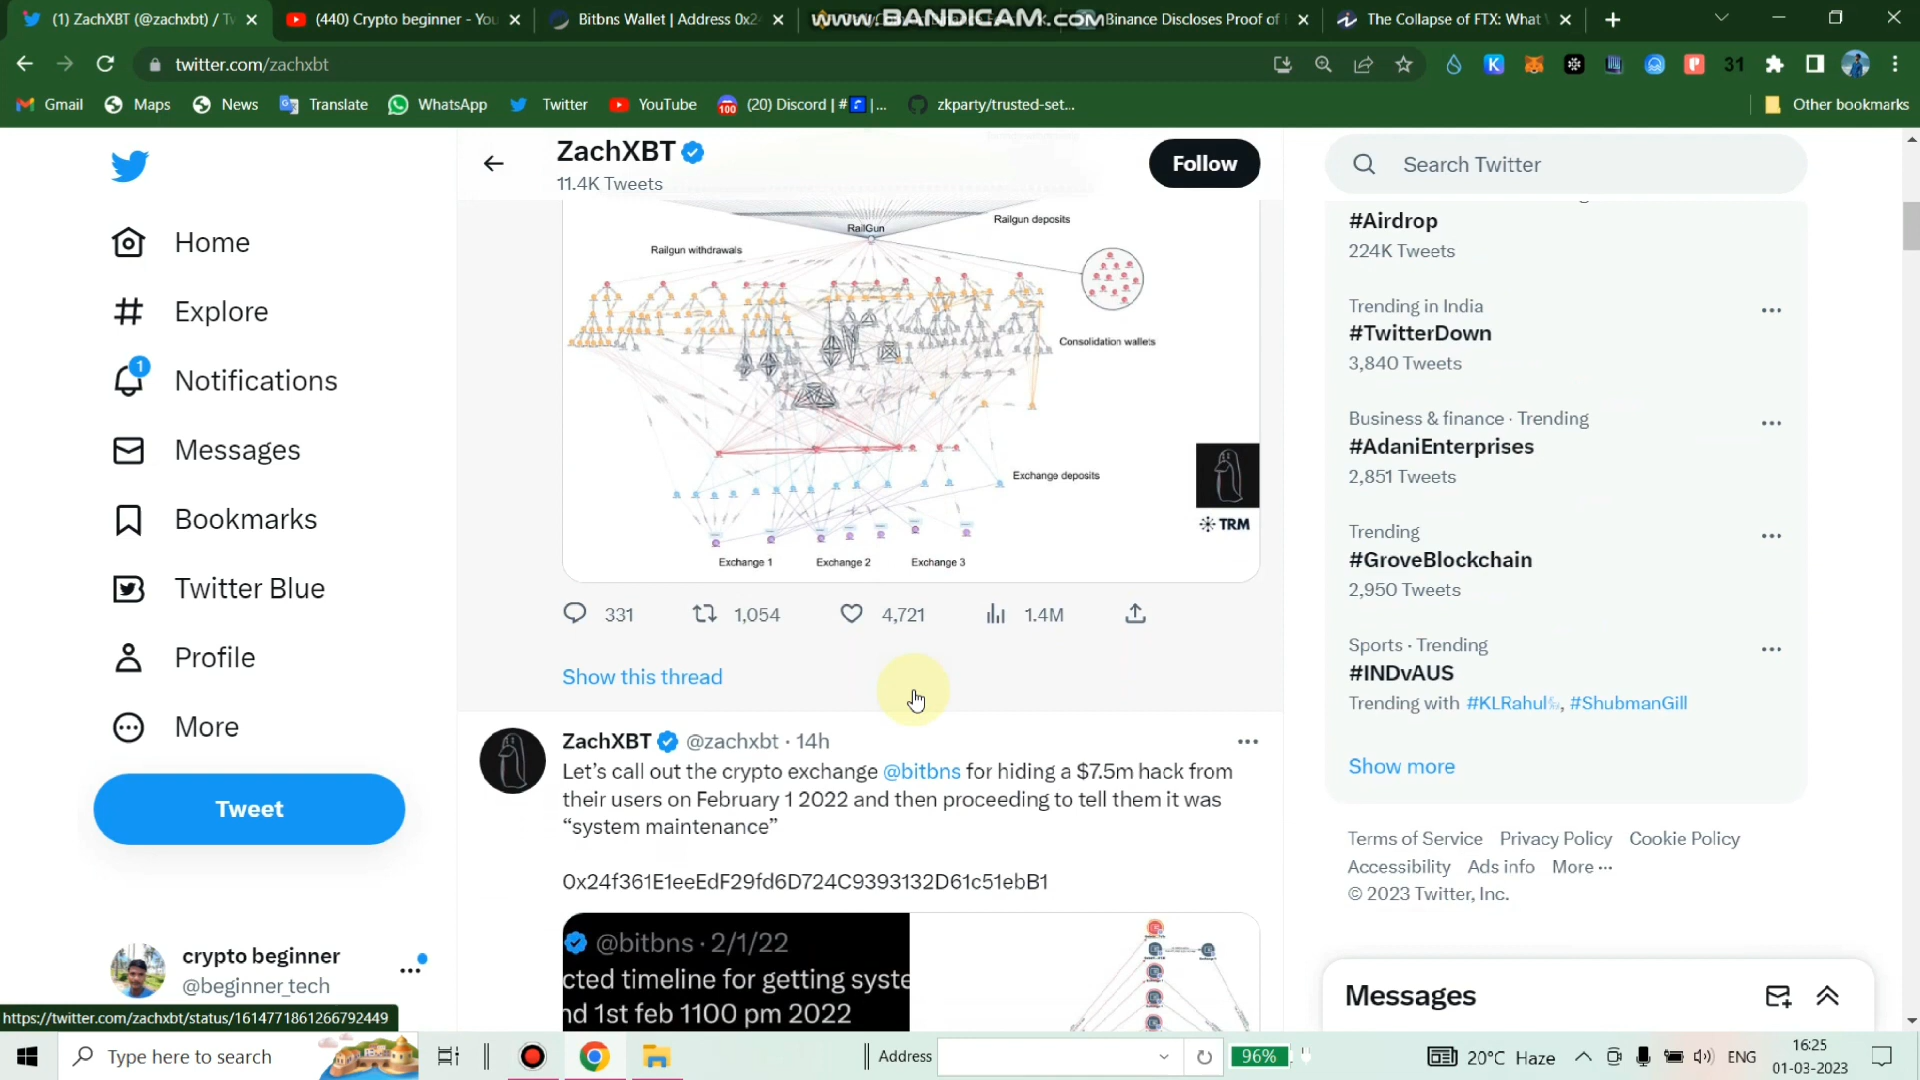 (1) ZachXBT (@zachxbt) / Tw
(440) Crypto beginner - You
Bitbns Wallet | Address 0x24
WWW.BANDICAM.COM
Binance Discloses Proof of
The Collapse of FTX: What
twitter.com/zachxbt
31
Gmail
Maps
News
Translate
WhatsApp
Twitter
YouTube
100
(20) Discord | #🎵|...
zkparty/trusted-set...
Other bookmarks
Home
Explore
1
Notifications
Messages
Bookmarks
Twitter Blue
Profile
More
Tweet
crypto beginner
@beginner_tech
https://twitter.com/zachxbt/status/1614771861266792449
ZachXBT
11.4K Tweets
Follow
RailGun
Railgun deposits
Railgun withdrawals
Consolidation wallets
Exchange deposits
TRM
Exchange 1
Exchange 2
Exchange 3
331
1,054
4,721
1.4M
Show this thread
ZachXBT @zachxbt · 14h
Let's call out the crypto exchange @bitbns for hiding a $7.5m hack from
their users on February 1 2022 and then proceeding to tell them it was
“system maintenance”
0x24f361E1eeEdF29fd6D724C9393132D61c51ebB1
@bitbns · 2/1/22
cted timeline for getting syste
nd 1st feb 1100 pm 2022
Search Twitter
#Airdrop
224K Tweets
Trending in India
#TwitterDown
3,840 Tweets
Business & finance · Trending
#AdaniEnterprises
2,851 Tweets
Trending
#GroveBlockchain
2,950 Tweets
Sports · Trending
#INDvAUS
Trending with #KLRahul, #ShubmanGill
Show more
Terms of Service Privacy Policy Cookie Policy
Accessibility Ads info More ···
© 2023 Twitter, Inc.
Messages
Type here to search
Address
96%
20°C Haze
ENG
16:25
01-03-2023